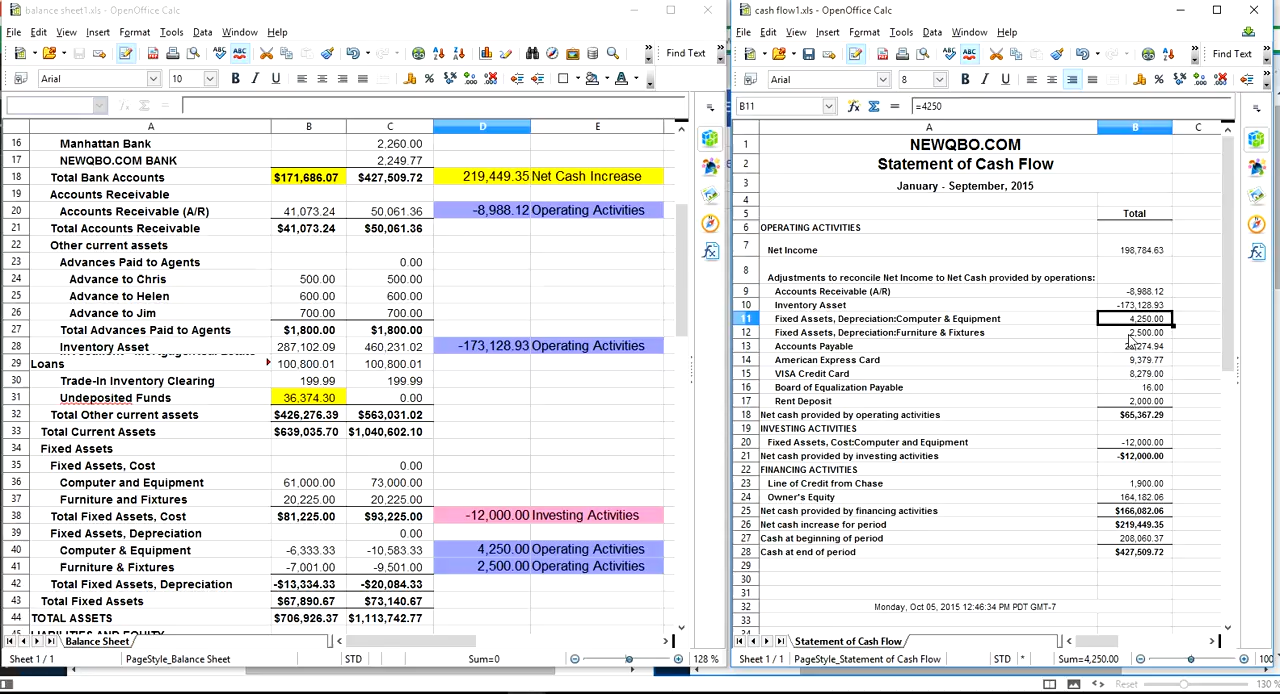 balance sheet1.xls - OpenOffice Calc
File Edit View Insert Format Tools Data Window
Find Text
Arial 10
A B C D E
16 Manhattan Bank 2,260.00
17 NEWQBO.COM BANK 2,249.77
18 Total Bank Accounts $171,686.07 $427,509.72 219,449.35 Net Cash Increase
19 Accounts Receivable
20 Accounts Receivable (A/R) 41,073.24 50,061.36 -8,988.12 Operating Activities
21 Total Accounts Receivable $41,073.24 $50,061.36
22 Other current assets
23 Advances Paid to Agents 0.00
24 Advance to Chris 500.00 500.00
25 Advance to Helen 600.00 600.00
26 Advance to Jim 700.00 700.00
27 Total Advances Paid to Agents $1,800.00 $1,800.00
28 Inventory Asset 287,102.09 460,231.02 -173,128.93 Operating Activities
29 Loans 100,800.01 100,800.01
30 Trade-In Inventory Clearing 199.99 199.99
31 Undeposited Funds 36,374.30 0.00
32 Total Other current assets $426,276.39 $563,031.02
33 Total Current Assets $639,035.70 $1,040,602.10
34 Fixed Assets
35 Fixed Assets, Cost 0.00
36 Computer and Equipment 61,000.00 73,000.00
37 Furniture and Fixtures 20,225.00 20,225.00
38 Total Fixed Assets, Cost $81,225.00 $93,225.00 -12,000.00 Investing Activities
39 Fixed Assets, Depreciation 0.00
40 Computer & Equipment -6,333.33 -10,583.33 4,250.00 Operating Activities
41 Furniture & Fixtures -7,001.00 -9,501.00 2,500.00 Operating Activities
42 Total Fixed Assets, Depreciation -$13,334.33 -$20,084.33
43 Total Fixed Assets $67,890.67 $73,140.67
44 TOTAL ASSETS $706,926.37 $1,113,742.77
45 LIABILITIES AND EQUITY
Balance Sheet
Sheet 1 / 1 PageStyle_Balance Sheet STD Sum=0 128 %
cash flow1.xls - OpenOffice Calc
File Edit View Insert Format Tools Data Window
Find Text
Arial 8
B11 =4250
A B C
1 NEWQBO.COM
2 Statement of Cash Flow
3 January - September, 2015
4
5 Total
6 OPERATING ACTIVITIES
7 Net Income 198,784.63
8 Adjustments to reconcile Net Income to Net Cash provided by operations:
9 Accounts Receivable (A/R) -8,988.12
10 Inventory Asset -173,128.93
11 Fixed Assets, Depreciation:Computer & Equipment 4,250.00
12 Fixed Assets, Depreciation:Furniture & Fixtures 2,500.00
13 Accounts Payable
14 American Express Card 9,379.77
15 VISA Credit Card 8,279.00
16 Board of Equalization Payable 16.00
17 Rent Deposit 2,000.00
18 Net cash provided by operating activities $65,367.29
19 INVESTING ACTIVITIES
20 Fixed Assets, Cost:Computer and Equipment -12,000.00
21 Net cash provided by investing activities -$12,000.00
22 FINANCING ACTIVITIES
23 Line of Credit from Chase 1,900.00
24 Owner's Equity 164,182.06
25 Net cash provided by financing activities $166,082.06
26 Net cash increase for period $219,449.35
27 Cash at beginning of period 208,060.37
28 Cash at end of period $427,509.72
29
30
31
32 Monday, Oct 05, 2015 12:46:34 PM PDT GMT-7
33
Statement of Cash Flow
Sheet 1 / 1 PageStyle_Statement of Cash Flow STD * Sum=4,250.00 100
Reset 130 %